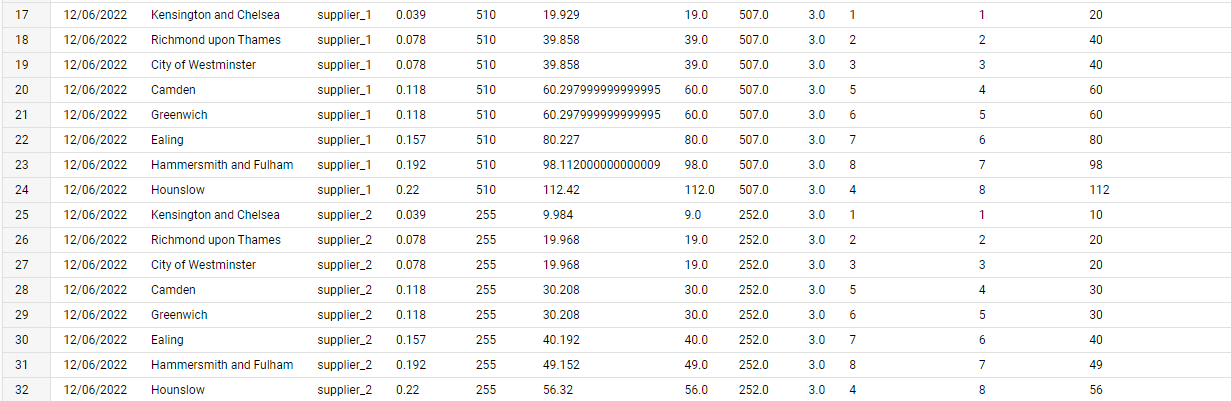 17 12/06/2022 Kensington and Chelsea supplier_1 0.039 510 19.929 19.0 507.0 3.0 1 1 20
18 12/06/2022 Richmond upon Thames supplier_1 0.078 510 39.858 39.0 507.0 3.0 2 2 40
19 12/06/2022 City of Westminster supplier_1 0.078 510 39.858 39.0 507.0 3.0 3 3 40
20 12/06/2022 Camden supplier_1 0.118 510 60.297999999999995 60.0 507.0 3.0 5 4 60
21 12/06/2022 Greenwich supplier_1 0.118 510 60.297999999999995 60.0 507.0 3.0 6 5 60
22 12/06/2022 Ealing supplier_1 0.157 510 80.227 80.0 507.0 3.0 7 6 80
23 12/06/2022 Hammersmith and Fulham supplier_1 0.192 510 98.112000000000009 98.0 507.0 3.0 8 7 98
24 12/06/2022 Hounslow supplier_1 0.22 510 112.42 112.0 507.0 3.0 4 8 112
25 12/06/2022 Kensington and Chelsea supplier_2 0.039 255 9.984 9.0 252.0 3.0 1 1 10
26 12/06/2022 Richmond upon Thames supplier_2 0.078 255 19.968 19.0 252.0 3.0 2 2 20
27 12/06/2022 City of Westminster supplier_2 0.078 255 19.968 19.0 252.0 3.0 3 3 20
28 12/06/2022 Camden supplier_2 0.118 255 30.208 30.0 252.0 3.0 5 4 30
29 12/06/2022 Greenwich supplier_2 0.118 255 30.208 30.0 252.0 3.0 6 5 30
30 12/06/2022 Ealing supplier_2 0.157 255 40.192 40.0 252.0 3.0 7 6 40
31 12/06/2022 Hammersmith and Fulham supplier_2 0.192 255 49.152 49.0 252.0 3.0 8 7 49
32 12/06/2022 Hounslow supplier_2 0.22 255 56.32 56.0 252.0 3.0 4 8 56